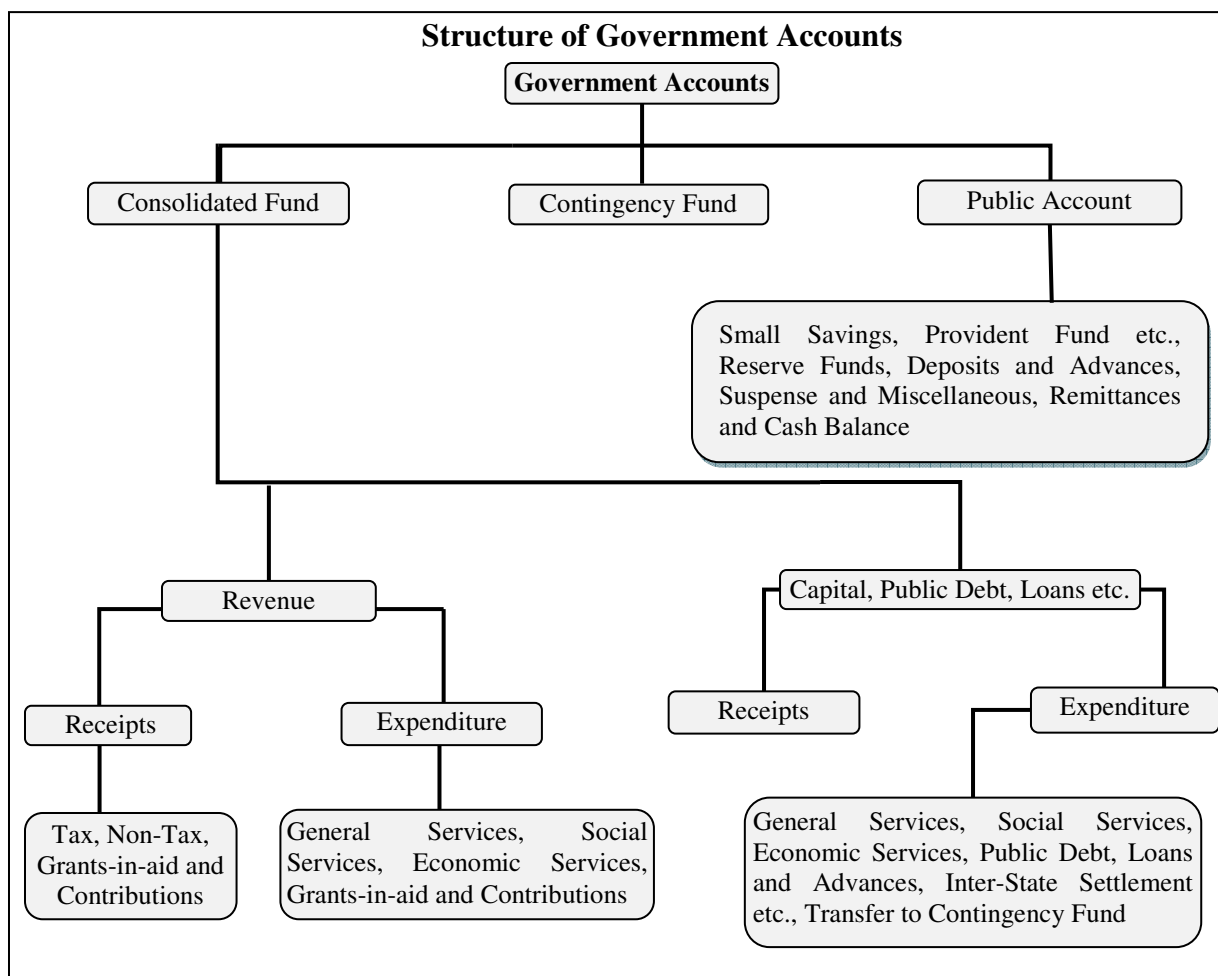 Structure of Government Accounts
Government Accounts
Consolidated Fund
Contingency Fund
Public Account
Small Savings, Provident Fund etc.,
Reserve Funds, Deposits and Advances,
Suspense and Miscellaneous, Remittances
and Cash Balance
Revenue
Capital, Public Debt, Loans etc.
Receipts
Expenditure
Receipts
Expenditure
Tax, Non-Tax,
Grants-in-aid and
Contributions
General Services, Social
Services, Economic Services,
Grants-in-aid and Contributions
General Services, Social Services,
Economic Services, Public Debt, Loans
and Advances, Inter-State Settlement
etc., Transfer to Contingency Fund